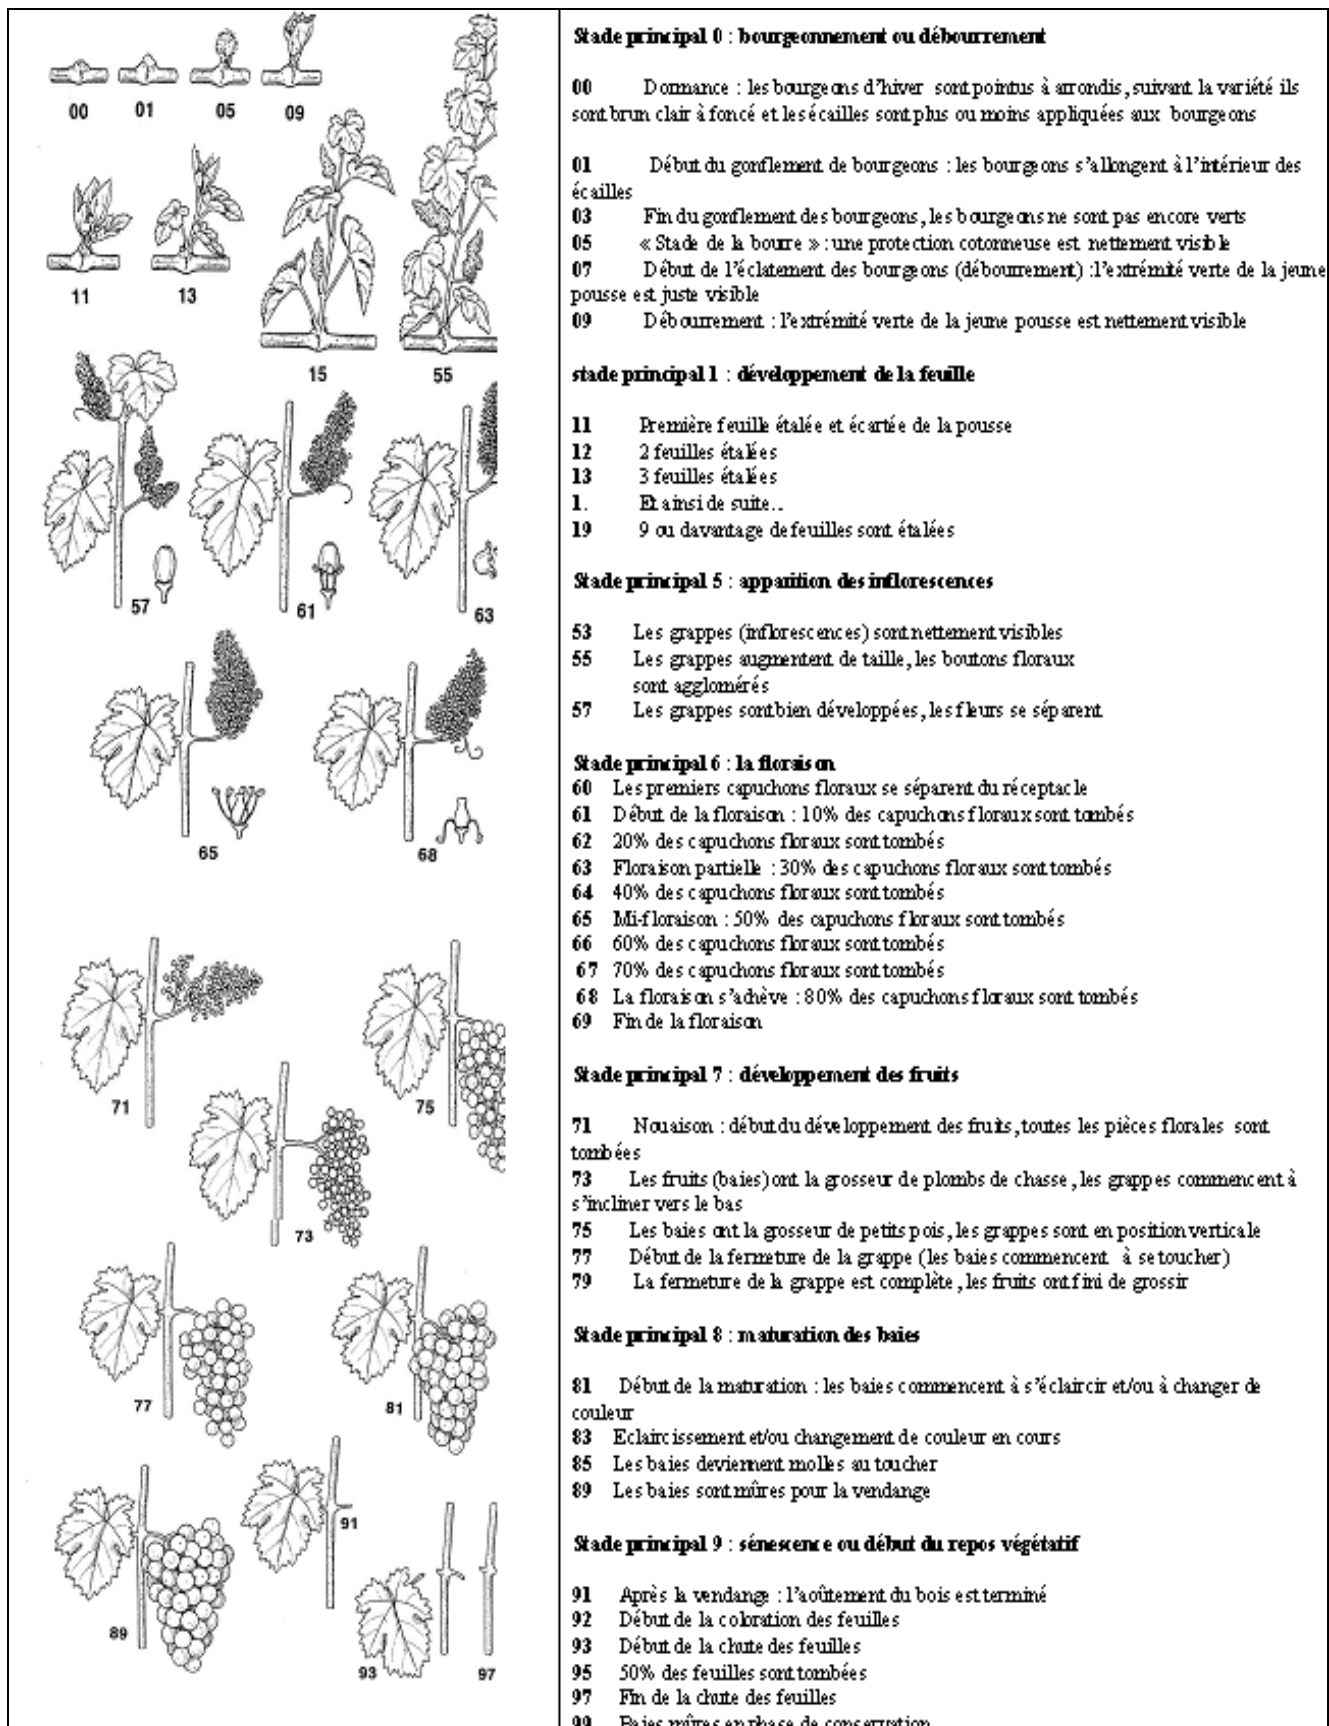 00 01 05 09
11 13
15 55
57 61 63
65 68
71 75
73
77 81
91
89 93 97
Stade principal 0 : bourgeonnement ou débourrement
00 Dormance : les bourgeons d'hiver sont pointus à arrondis, suivant la variété ils
sont brun clair à foncé et les écailles sont plus ou moins appliquées aux bourgeons
01 Début du gonflement de bourgeons : les bourgeons s'allongent à l'intérieur des
écailles
03 Fin du gonflement des bourgeons, les bourgeons ne sont pas encore verts
05 « Stade de la bourre » : une protection cotonneuse est nettement visible
07 Début de l'éclatement des bourgeons (débourrement) :l'extrémité verte de la jeune
pousse est juste visible
09 Débourrement : l'extrémité verte de la jeune pousse est nettement visible
stade principal 1 : développement de la feuille
11 Première feuille étalée et écartée de la pousse
12 2 feuilles étalées
13 3 feuilles étalées
1. Et ainsi de suite..
19 9 ou davantage de feuilles sont étalées
Stade principal 5 : apparition des inflorescences
53 Les grappes (inflorescences) sont nettement visibles
55 Les grappes augmentent de taille, les boutons floraux
sont agglomérés
57 Les grappes sont bien développées, les fleurs se séparent
Stade principal 6 : la floraison
60 Les premiers capuchons floraux se séparent du réceptacle
61 Début de la floraison : 10% des capuchons floraux sont tombés
62 20% des capuchons floraux sont tombés
63 Floraison partielle : 30% des capuchons floraux sont tombés
64 40% des capuchons floraux sont tombés
65 Mi-floraison : 50% des capuchons floraux sont tombés
66 60% des capuchons floraux sont tombés
67 70% des capuchons floraux sont tombés
68 La floraison s'achève : 80% des capuchons floraux sont tombés
69 Fin de la floraison
Stade principal 7 : développement des fruits
71 Nouaison : début du développement des fruits, toutes les pièces florales sont
tombées
73 Les fruits (baies) ont la grosseur de plombs de chasse, les grappes commencent à
s'incliner vers le bas
75 Les baies ont la grosseur de petits pois, les grappes sont en position verticale
77 Début de la fermeture de la grappe (les baies commencent à se toucher)
79 La fermeture de la grappe est complète, les fruits ont fini de grossir
Stade principal 8 : maturation des baies
81 Début de la maturation : les baies commencent à s'éclaircir et/ou à changer de
couleur
83 Eclaircissement et/ou changement de couleur en cours
85 Les baies deviennent molles au toucher
89 Les baies sont mûres pour la vendange
Stade principal 9 : sénescence ou début du repos végétatif
91 Après la vendange : l'aoûtement du bois est terminé
92 Début de la coloration des feuilles
93 Début de la chute des feuilles
95 50% des feuilles sont tombées
97 Fin de la chute des feuilles
99 Baies mûres en phase de conservation